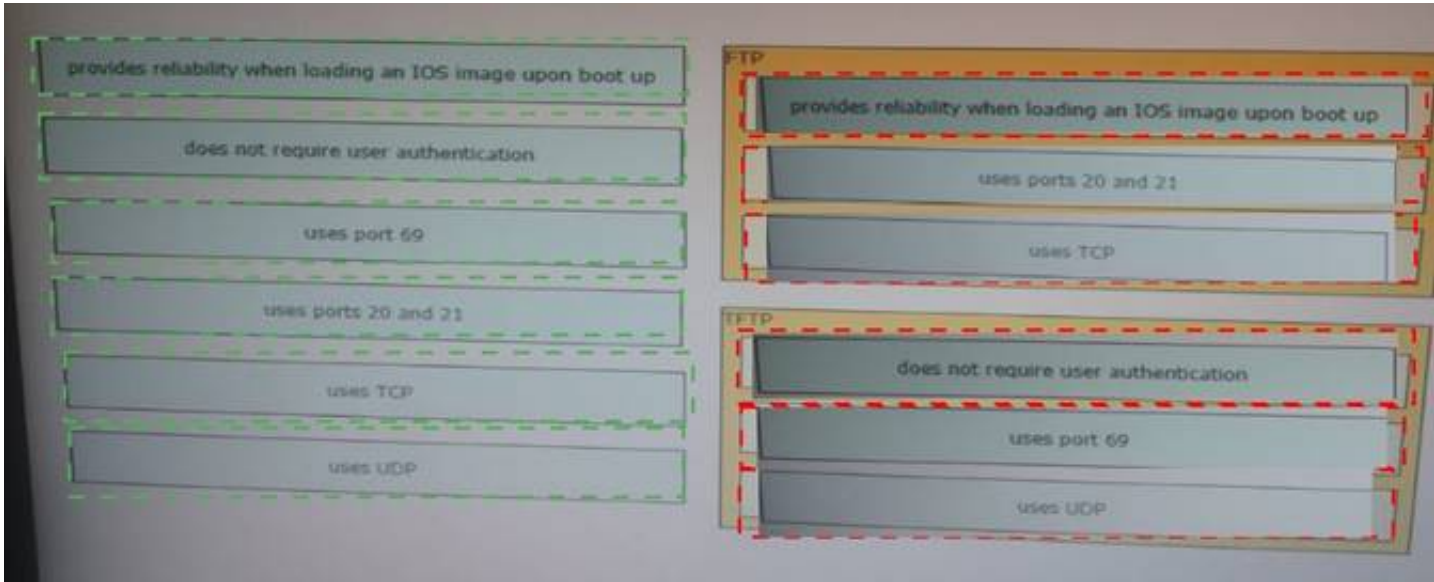 provides reliability when loading an IOS image upon boot up
does not require user authentication
uses port 69
uses ports 20 and 21
uses TCP
uses UDP
FTP
provides reliability when loading an IOS image upon boot up
uses ports 20 and 21
uses TCP
TFTP
does not require user authentication
uses port 69
uses UDP